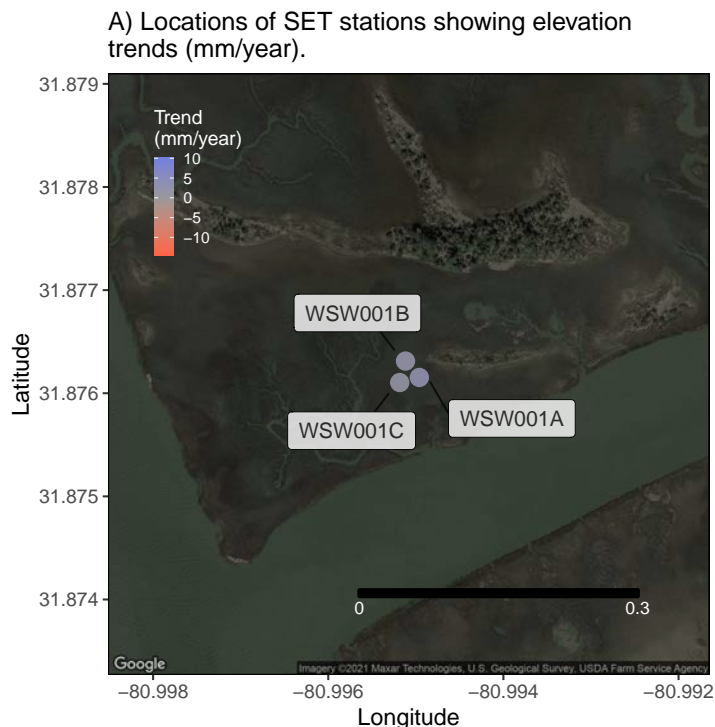 A) Locations of SET stations showing elevation
trends (mm/year).
31.879
31.878
31.877
31.876
31.875
31.874
Latitude
Trend
(mm/year)
10
5
0
−5
−10
WSW001B
WSW001A
WSW001C
0 0.3
Google
Imagery ©2021 Maxar Technologies, U.S. Geological Survey, USDA Farm Service Agency
−80.998 −80.996 −80.994 −80.992
Longitude